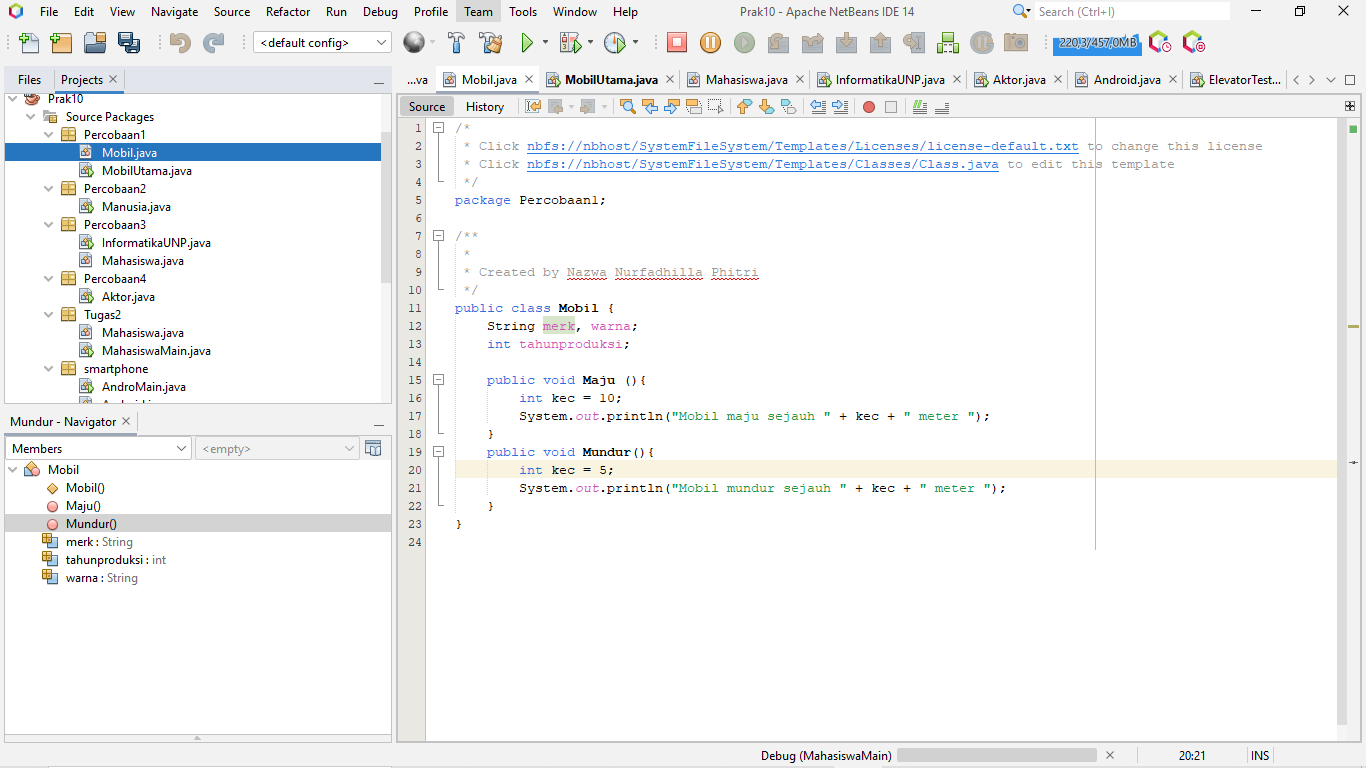 File Edit View Navigate Source Refactor Run Debug Profile Team Tools Window Help
Prak10 - Apache NetBeans IDE 14
Search (Ctrl+I)
<default config>
220,3/457,0MB
Files Projects
...va Mobil.java MobilUtama.java Mahasiswa.java InformatikaUNP.java Aktor.java Android.java ElevatorTest...
Prak10
Source Packages
Percobaan1
Mobil.java
MobilUtama.java
Percobaan2
Manusia.java
Percobaan3
InformatikaUNP.java
Mahasiswa.java
Percobaan4
Aktor.java
Tugas2
Mahasiswa.java
MahasiswaMain.java
smartphone
AndroMain.java
Mundur - Navigator
Members
<empty>
Mobil
Mobil()
Maju()
Mundur()
merk : String
tahunproduksi : int
warna : String
Source History
1 /*
2 * Click nbfs://nbhost/SystemFileSystem/Templates/Licenses/license-default.txt to change this license
3 * Click nbfs://nbhost/SystemFileSystem/Templates/Classes/Class.java to edit this template
4 */
5 package Percobaan1;
6
7 /**
8 *
9 * Created by Nazwa Nurfadhilla Phitri
10 */
11 public class Mobil {
12 String merk, warna;
13 int tahunproduksi;
14
15 public void Maju (){
16 int kec = 10;
17 System.out.println("Mobil maju sejauh " + kec + " meter ");
18 }
19 public void Mundur(){
20 int kec = 5;
21 System.out.println("Mobil mundur sejauh " + kec + " meter ");
22 }
23 }
24
Debug (MahasiswaMain)
20:21
INS